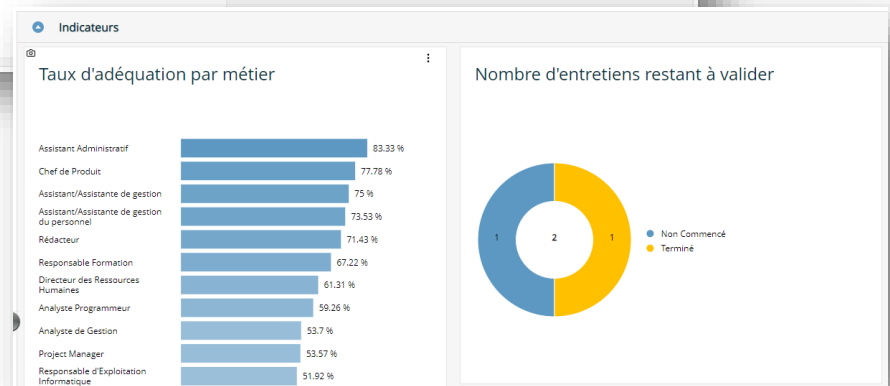 Indicateurs
Taux d'adéquation par métier
Assistant Administratif 83.33 %
Chef de Produit 77.78 %
Assistant/Assistante de gestion 75 %
Assistant/Assistante de gestion
du personnel 73.53 %
Rédacteur 71.43 %
Responsable Formation 67.22 %
Directeur des Ressources
Humaines 61.31 %
Analyste Programmeur 59.26 %
Analyste de Gestion 53.7 %
Project Manager 53.57 %
Responsable d'Exploitation
Informatique 51.92 %
Nombre d'entretiens restant à valider
1 2 1
Non Commencé
Terminé